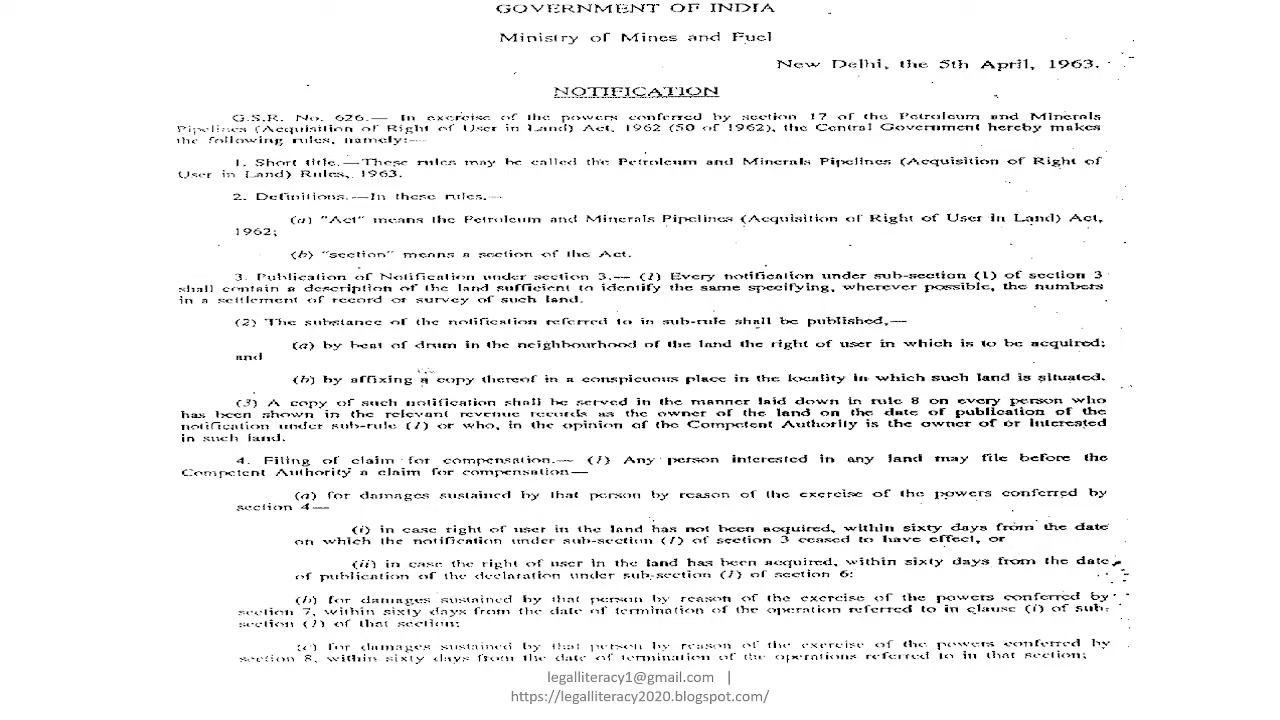 GOVERNMENT OF INDIA
Ministry of Mines and Fuel
New Delhi, the 5th April, 1963.
NOTIFICATION
G.S.R. No. 626.— In exercise of the powers conferred by section 17 of the Petroleum and Minerals
Pipelines (Acquisition of Right of User in Land) Act, 1962 (50 of 1962), the Central Government hereby makes
the following rules, namely:—
1. Short title.—These rules may be called the Petroleum and Minerals Pipelines (Acquisition of Right of
User in Land) Rules, 1963.
2. Definitions.—In these rules,—
(a) "Act" means the Petroleum and Minerals Pipelines (Acquisition of Right of User in Land) Act,
1962;
(b) "section" means a section of the Act.
3. Publication of Notification under section 3.— (1) Every notification under sub-section (1) of section 3
shall contain a description of the land sufficient to identify the same specifying, wherever possible, the numbers
in a settlement of record or survey of such land.
(2) The substance of the notification referred to in sub-rule shall be published,—
(a) by beat of drum in the neighbourhood of the land the right of user in which is to be acquired;
and
(b) by affixing a copy thereof in a conspicuous place in the locality in which such land is situated.
(3) A copy of such notification shall be served in the manner laid down in rule 8 on every person who
has been shown in the relevant revenue records as the owner of the land on the date of publication of the
notification under sub-rule (1) or who, in the opinion of the Competent Authority is the owner of or interested
in such land.
4. Filing of claim for compensation.— (1) Any person interested in any land may file before the
Competent Authority a claim for compensation—
(a) for damages sustained by that person by reason of the exercise of the powers conferred by
section 4—
(i) in case right of user in the land has not been acquired, within sixty days from the date
on which the notification under sub-section (1) of section 3 ceased to have effect, or
(ii) in case the right of user in the land has been acquired, within sixty days from the date
of publication of the declaration under sub-section (1) of section 6:
(b) for damages sustained by that person by reason of the exercise of the powers conferred by
section 7, within sixty days from the date of termination of the operation referred to in clause (i) of sub-
section (1) of that section;
(c) for damages sustained by that person by reason of the exercise of the powers conferred by
section 8, within sixty days from the date of termination of the operations referred to in that section;
legalliteracy1@gmail.com |
https://legalliteracy2020.blogspot.com/